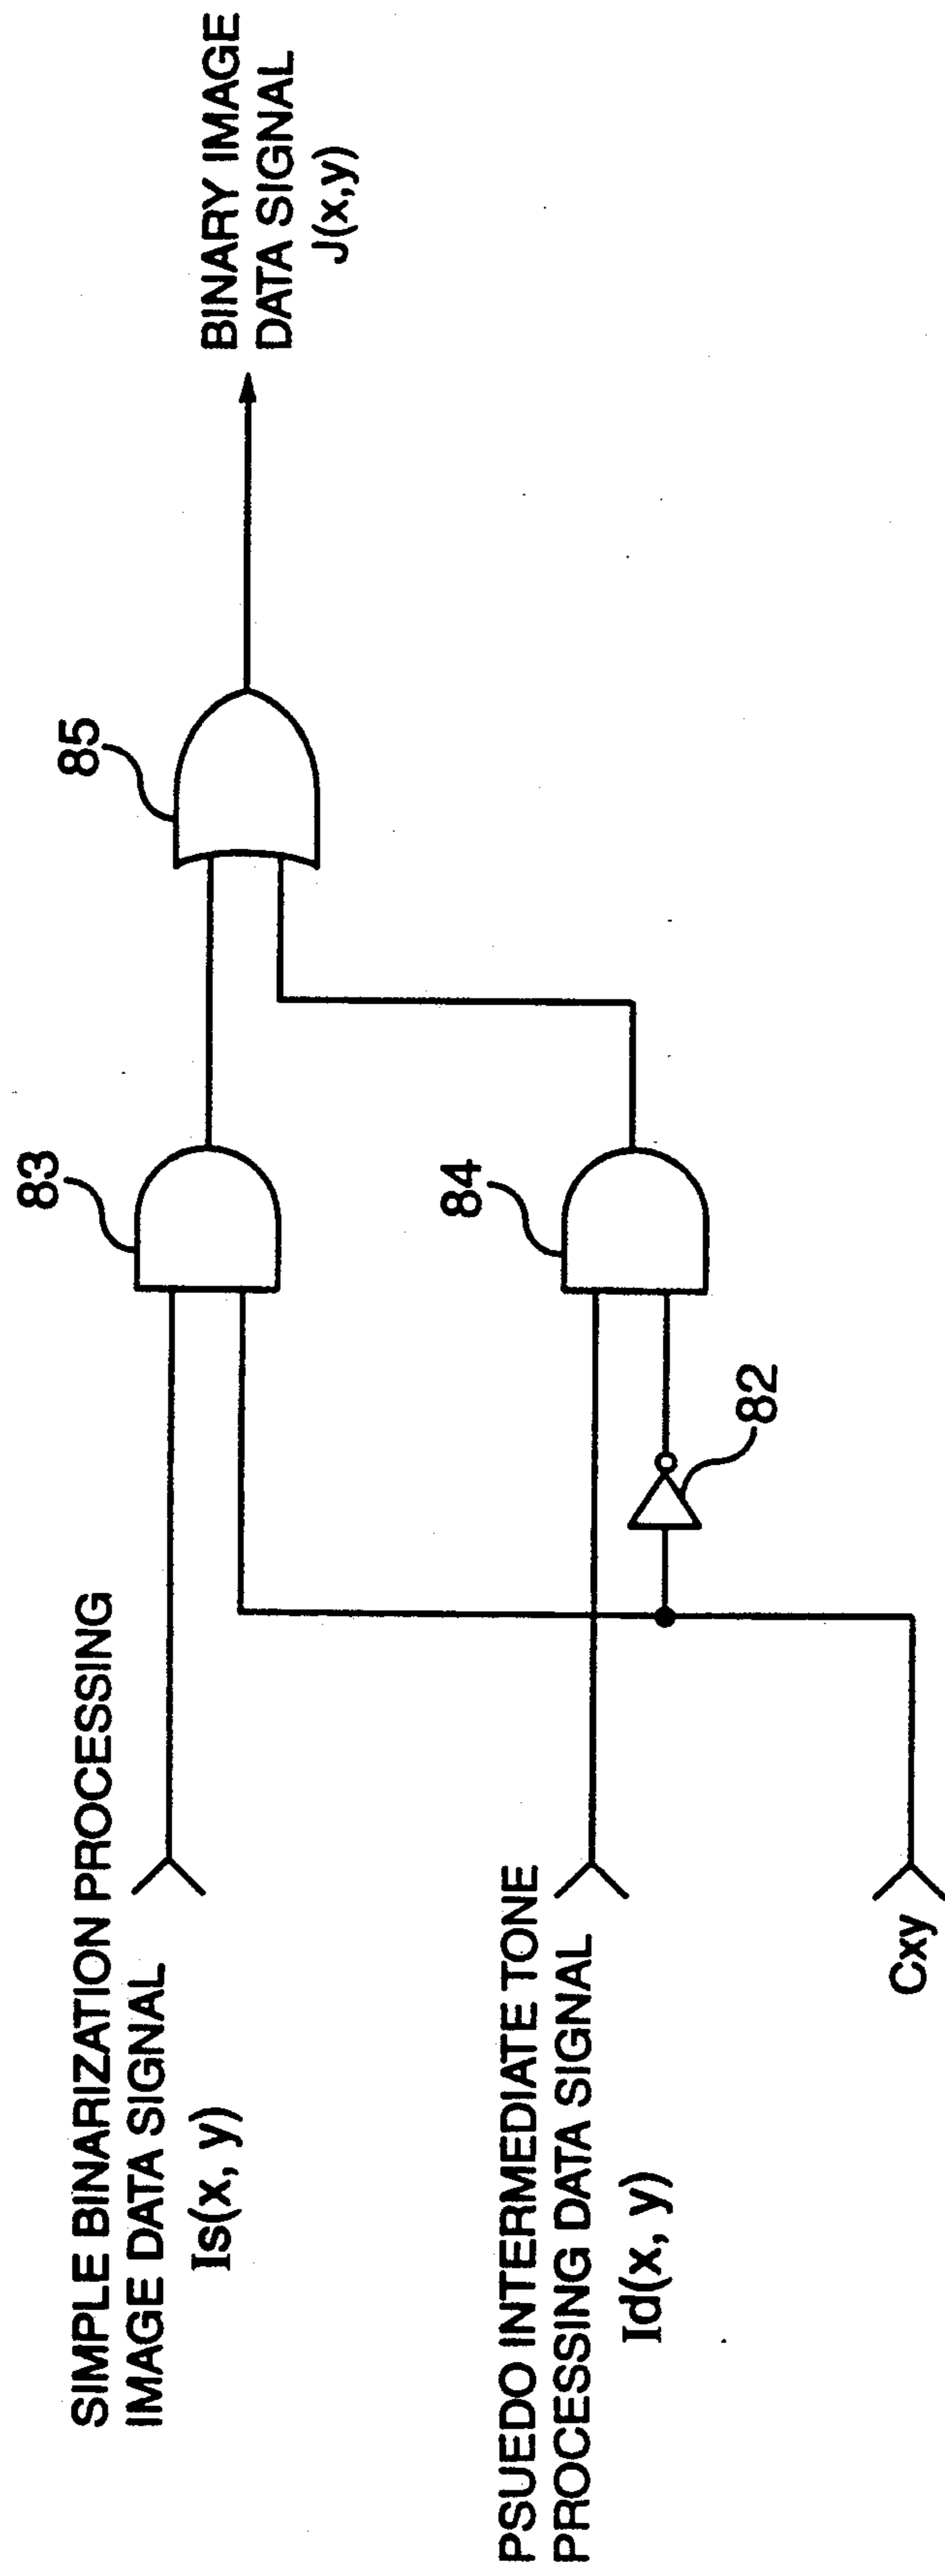 SIMPLE BINARIZATION PROCESSING
IMAGE DATA SIGNAL
Is(x, y)
83
85
BINARY IMAGE
DATA SIGNAL
J(x,y)
PSUEDO INTERMEDIATE TONE
PROCESSING DATA SIGNAL
Id(x, y)
84
82
Cxy